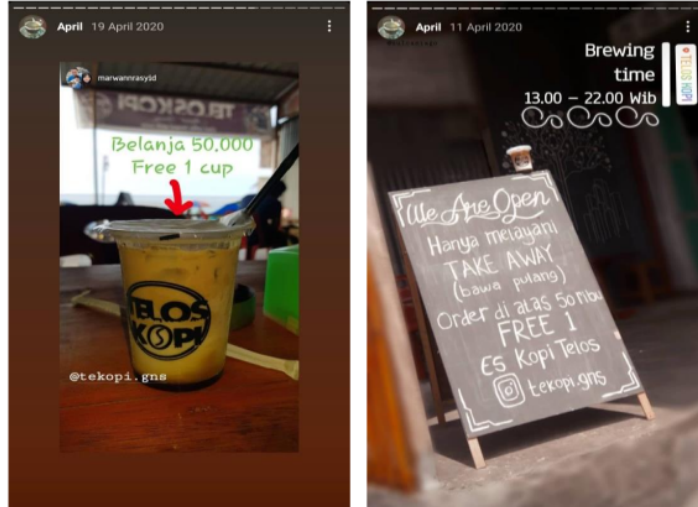 April 19 April 2020
marwannrasyid
TELOS KOPI
Belanja 50.000
Free 1 cup
TELOS
KOPI
@tekopi.gns
April 11 April 2020
Brewing
time
13.00 – 22.00 Wib
TELOS KOPI
We Are Open
Hanya melayani
TAKE AWAY
(bawa pulang)
Order di atas 50 ribu
FREE 1
ES Kopi Telos
tekopi.gns